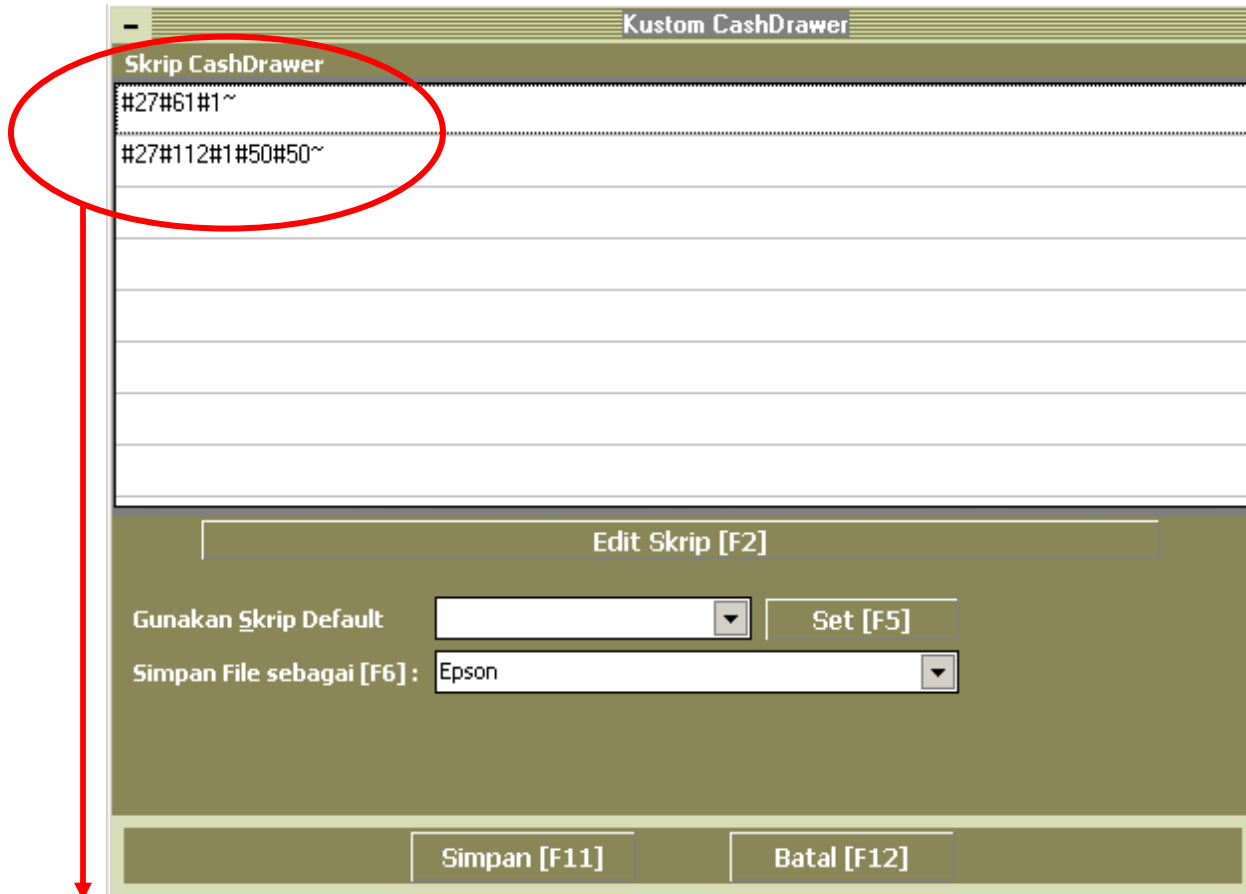 Kustom CashDrawer
Skrip CashDrawer
#27#61#1~
#27#112#1#50#50~
Edit Skrip [F2]
Gunakan Skrip Default
Set [F5]
Simpan File sebagai [F6] :
Epson
Simpan [F11]
Batal [F12]